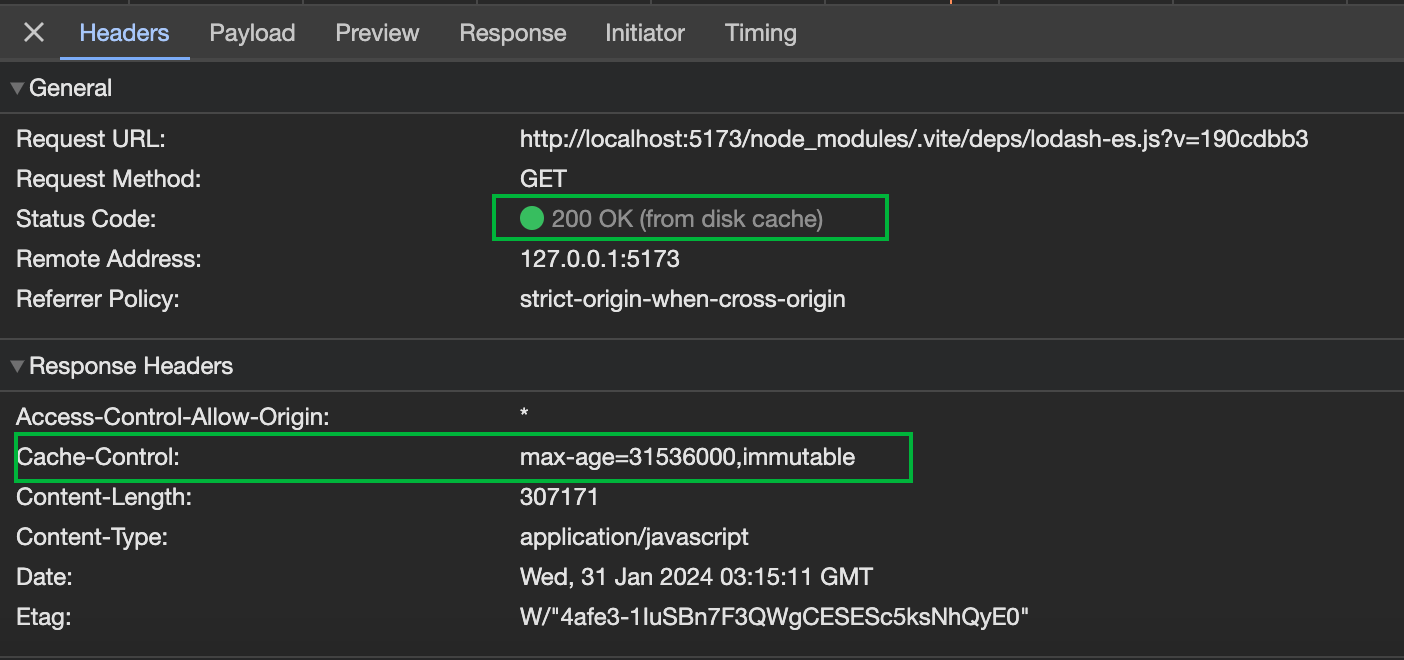 Headers Payload Preview Response Initiator Timing
General
Request URL: http://localhost:5173/node_modules/.vite/deps/lodash-es.js?v=190cdbb3
Request Method: GET
Status Code: 200 OK (from disk cache)
Remote Address: 127.0.0.1:5173
Referrer Policy: strict-origin-when-cross-origin
Response Headers
Access-Control-Allow-Origin: *
Cache-Control: max-age=31536000,immutable
Content-Length: 307171
Content-Type: application/javascript
Date: Wed, 31 Jan 2024 03:15:11 GMT
Etag: W/"4afe3-1IuSBn7F3QWgCESESc5ksNhQyE0"